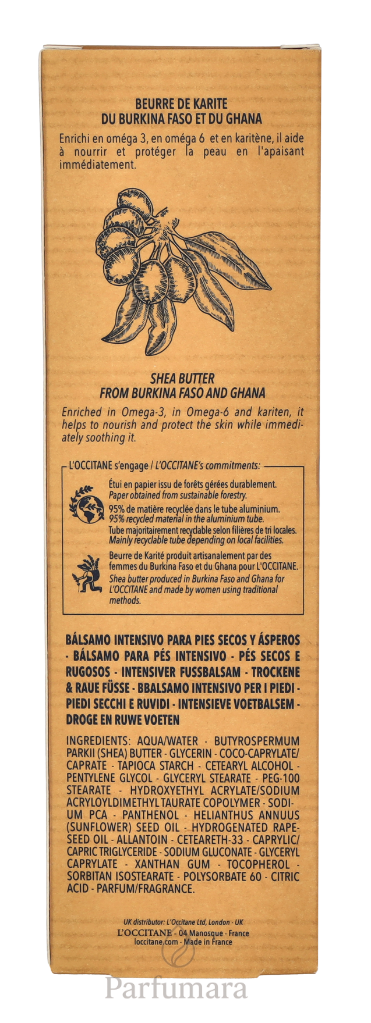 BEURRE DE KARITE
DU BURKINA FASO ET DU GHANA
Enrichi en oméga 3, en oméga 6 et en karitène, il aide
à nourrir et protéger la peau en l'apaisant
immédiatement.
SHEA BUTTER
FROM BURKINA FASO AND GHANA
Enriched in Omega-3, in Omega-6 and kariten, it
helps to nourish and protect the skin while immedi-
ately soothing it.
L'OCCITANE s'engage / L'OCCITANE's commitments:
Étui en papier issu de forêts gérées durablement.
Paper obtained from sustainable forestry.
95% de matière recyclée dans le tube aluminium.
95% recycled material in the aluminium tube.
Tube majoritairement recyclable selon filières de tri locales.
Mainly recyclable tube depending on local facilities.
Beurre de Karité produit artisanalement par des
femmes du Burkina Faso et du Ghana pour L'OCCITANE.
Shea butter produced in Burkina Faso and Ghana for
L'OCCITANE and made by women using traditional
methods.
BÁLSAMO INTENSIVO PARA PIES SECOS Y ÁSPEROS
- BÁLSAMO PARA PÉS INTENSIVO - PÉS SECOS E
RUGOSOS - INTENSIVER FUSSBALSAM - TROCKENE
& RAUE FÜSSE - BBALSAMO INTENSIVO PER I PIEDI -
PIEDI SECCHI E RUVIDI - INTENSIEVE VOETBALSEM -
DROGE EN RUWE VOETEN
INGREDIENTS: AQUA/WATER - BUTYROSPERMUM
PARKII (SHEA) BUTTER - GLYCERIN - COCO-CAPRYLATE/
CAPRATE - TAPIOCA STARCH - CETEARYL ALCOHOL -
PENTYLENE GLYCOL - GLYCERYL STEARATE - PEG-100
STEARATE - HYDROXYETHYL ACRYLATE/SODIUM
ACRYLOYLDIMETHYL TAURATE COPOLYMER - SODI-
UM PCA - PANTHENOL - HELIANTHUS ANNUUS
(SUNFLOWER) SEED OIL - HYDROGENATED RAPE-
SEED OIL - ALLANTOIN - CETEARETH-33 - CAPRYLIC/
CAPRIC TRIGLYCERIDE - SODIUM GLUCONATE - GLYCERYL
CAPRYLATE - XANTHAN GUM - TOCOPHEROL -
SORBITAN ISOSTEARATE - POLYSORBATE 60 - CITRIC
ACID - PARFUM/FRAGRANCE.
UK distributor: L'Occitane Ltd, London - UK
L'OCCITANE - 04 Manosque - France
loccitane.com - Made in France
Parfumara